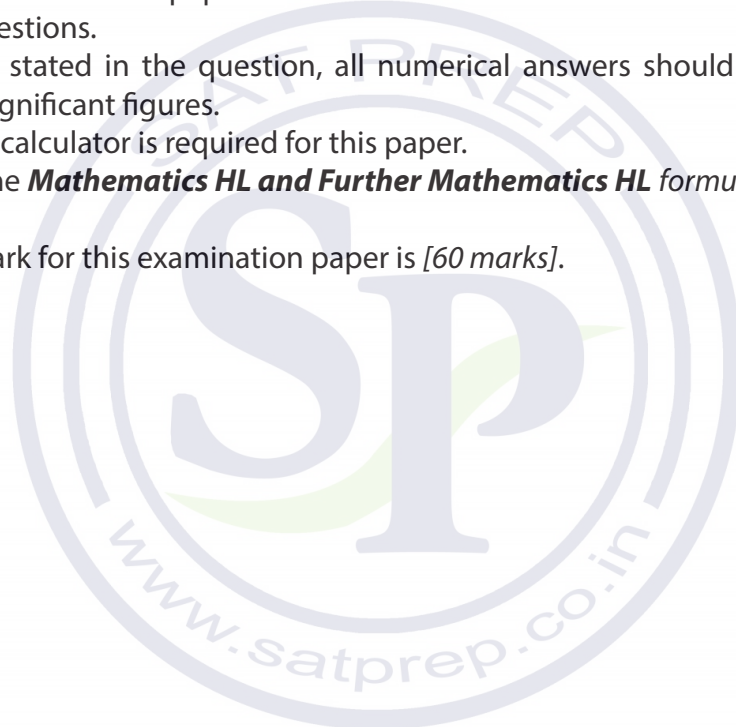 estions.
stated in the question, all numerical answers should
gnificant figures.
calculator is required for this paper.
ne Mathematics HL and Further Mathematics HL formu
ark for this examination paper is [60 marks].
SAT PREP
SP
www.satprep.co.in